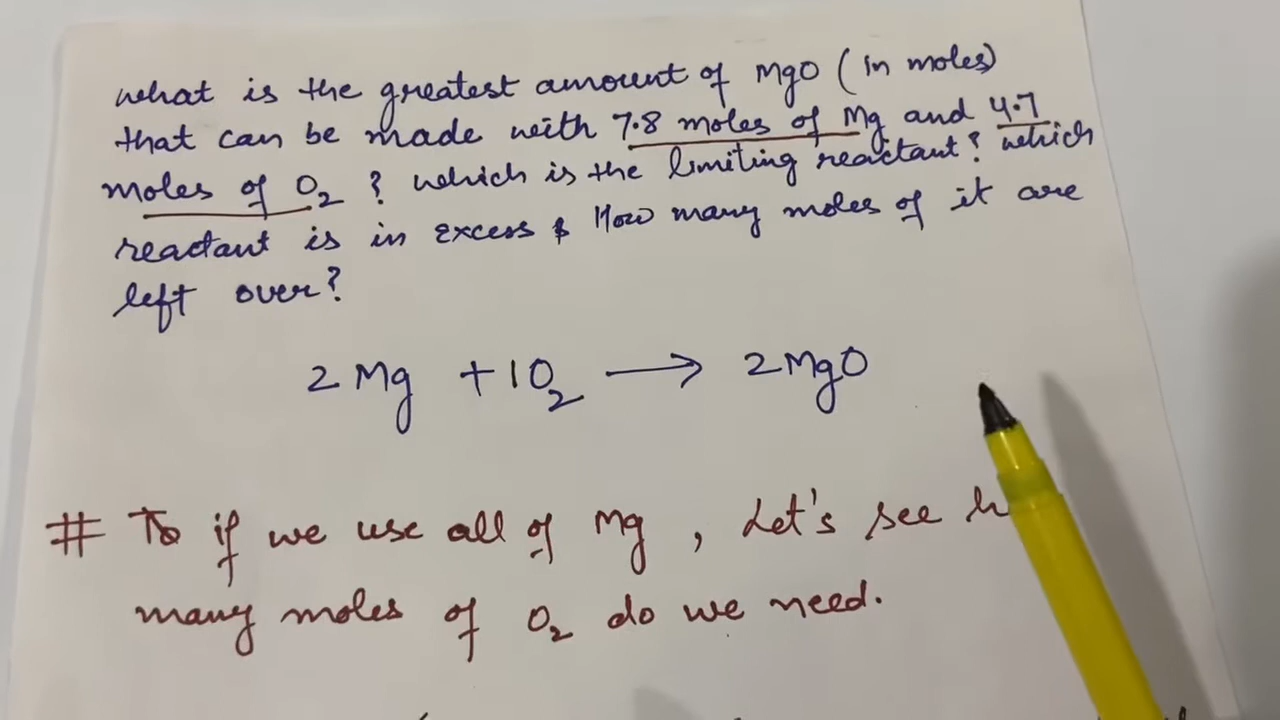 what is the greatest amount of MgO (in moles)
that can be made with 7.8 moles of Mg and 4.7
moles of O₂ ? which is the limiting reactant? which
reactant is in excess & How many moles of it are
left over?
2 Mg + 1O₂ → 2MgO
# To if we use all of Mg , Let's see
many moles of O₂ do we need.